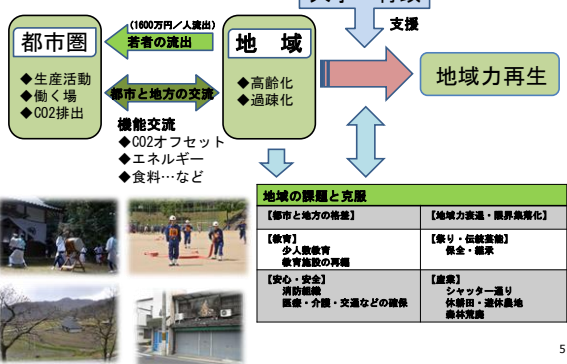 支援
(1600万円／人流出)
若者の流出
都市圏
◆生産活動
◆働く場
◆CO2排出
都市と地方の交流
機能交流
◆CO2オフセット
◆エネルギー
◆食料…など
地　域
◆高齢化
◆過疎化
地域力再生
地域の課題と克服
【都市と地方の格差】
【地域力衰退・限界集落化】
【教育】
少人数教育
教育施設の再編
【祭り・伝統芸能】
保全・継承
【安心・安全】
消防組織
医療・介護・交通などの確保
【産業】
シャッター通り
休耕田・遊休農地
森林荒廃
5